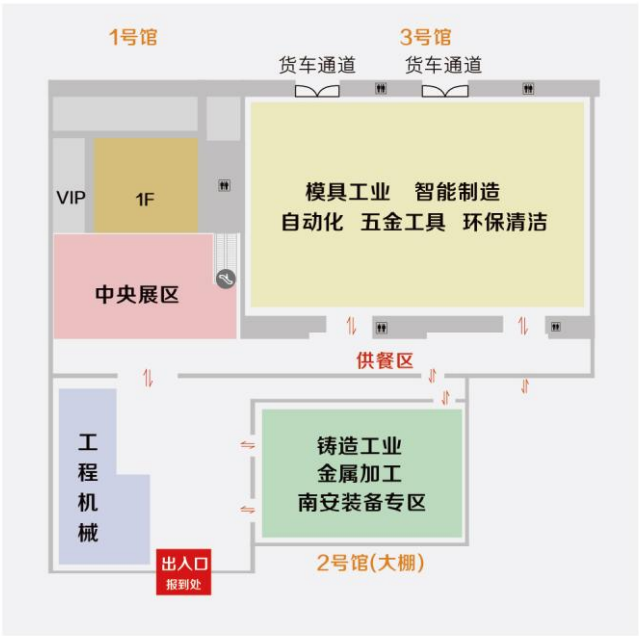 1号馆
3号馆
货车通道
货车通道
VIP
1F
模具工业 智能制造
自动化 五金工具 环保清洁
中央展区
供餐区
工
程
机
械
铸造工业
金属加工
南安装备专区
出入口
报到处
2号馆(大棚)